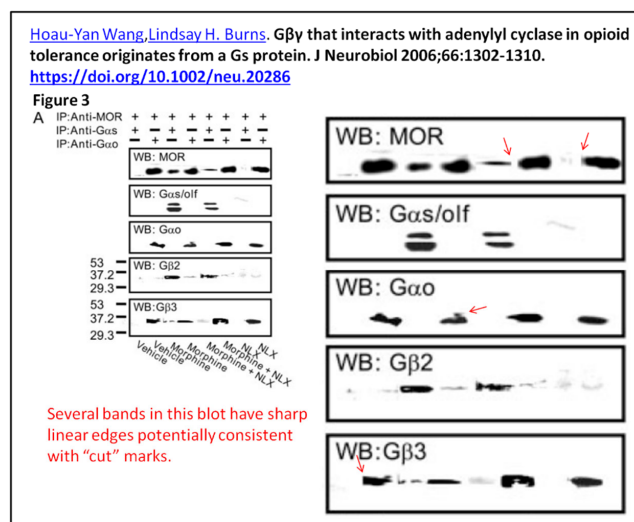 Hoau-Yan Wang,Lindsay H. Burns. Gβγ that interacts with adenylyl cyclase in opioid
tolerance originates from a Gs protein. J Neurobiol 2006;66:1302-1310.
https://doi.org/10.1002/neu.20286
Figure 3
A
IP:Anti-MOR + + + + + + + +
IP:Anti-Gαs + − + − + − + −
IP:Anti-Gαo − + − + − + − +
WB: MOR
WB: Gαs/olf
WB: Gαo
53
37.2
29.3
WB: Gβ2
53
37.2
29.3
WB:Gβ3
Vehicle
Vehicle
Morphine
Morphine
Morphine + NLX
Morphine + NLX
NLX
NLX
Several bands in this blot have sharp
linear edges potentially consistent
with “cut” marks.
WB: MOR
WB: Gαs/olf
WB: Gαo
WB: Gβ2
WB:Gβ3